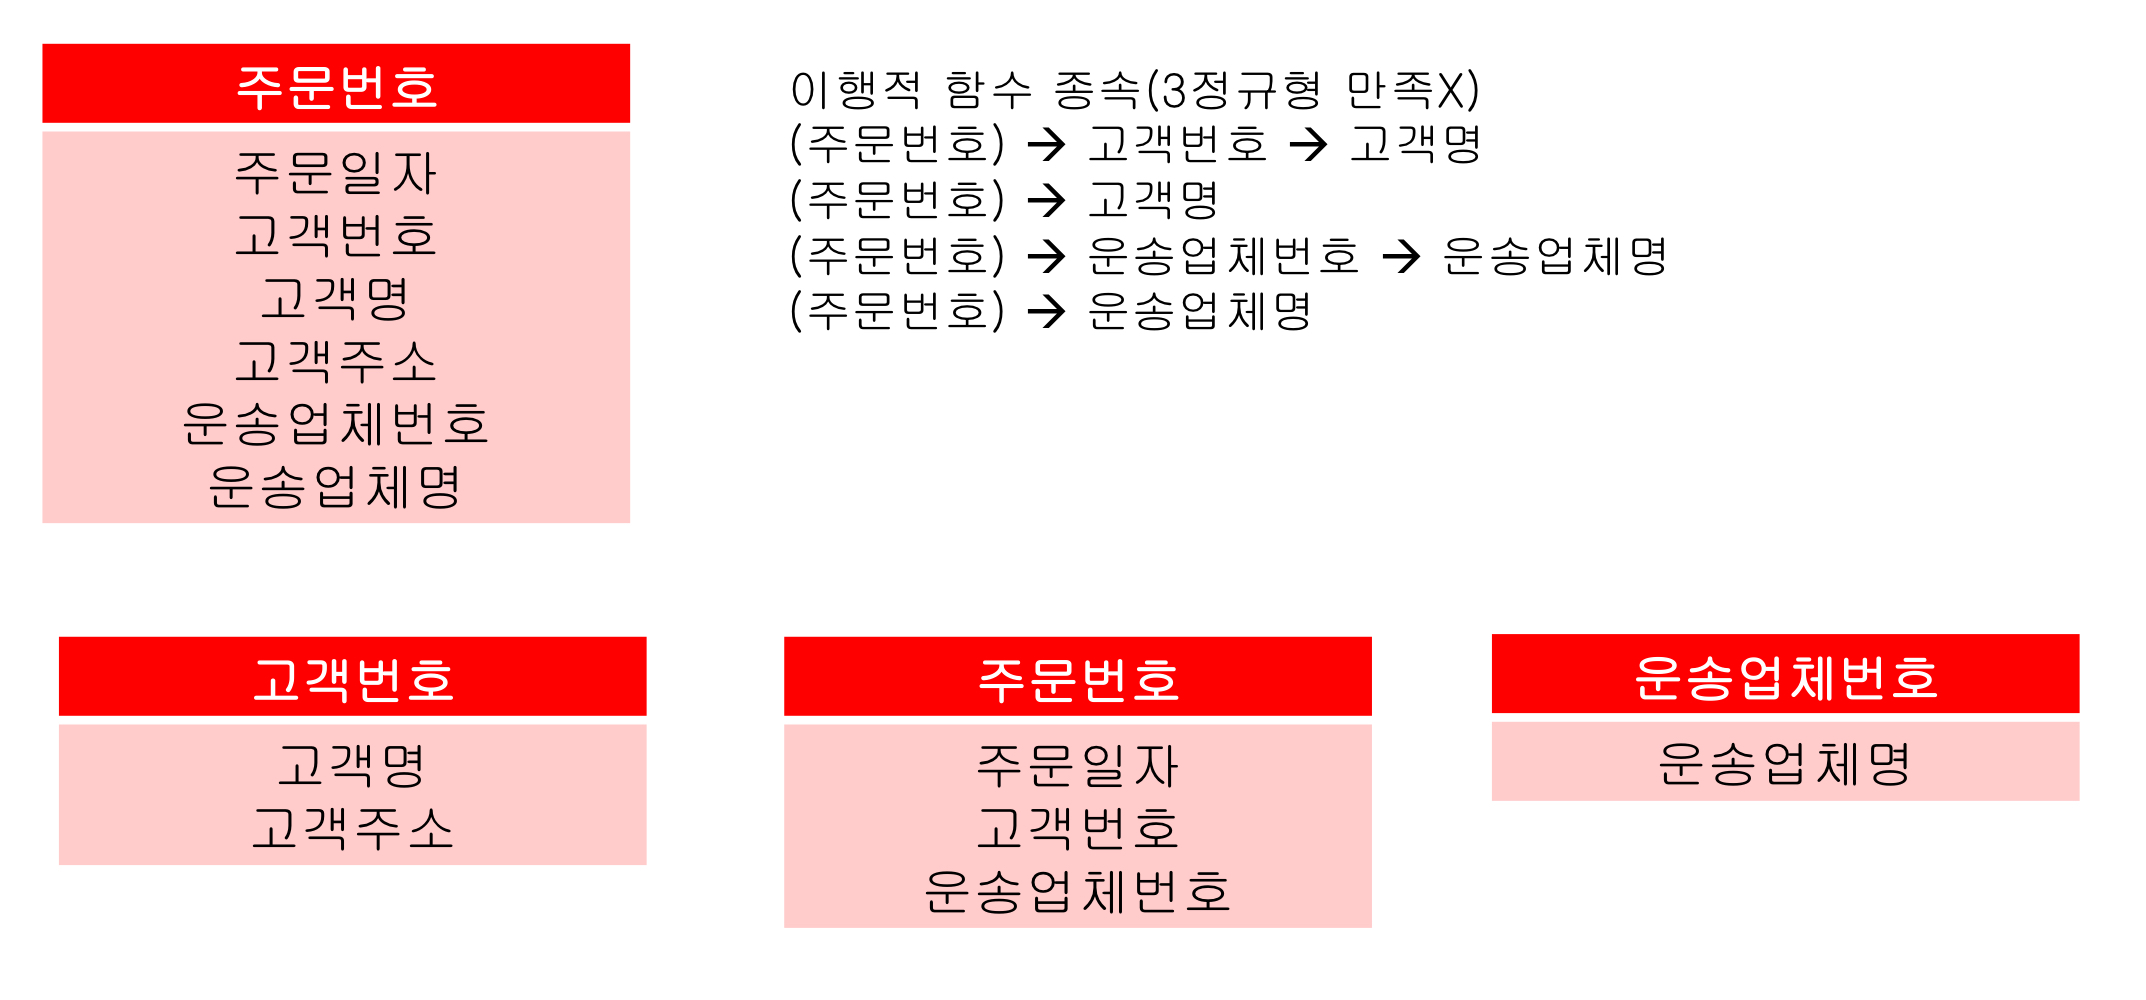 주문번호
주문일자
고객번호
고객명
고객주소
운송업체번호
운송업체명
이행적 함수 종속(3정규형 만족X)
(주문번호) → 고객번호 → 고객명
(주문번호) → 고객명
(주문번호) → 운송업체번호 → 운송업체명
(주문번호) → 운송업체명
고객번호
고객명
고객주소
주문번호
주문일자
고객번호
운송업체번호
운송업체번호
운송업체명